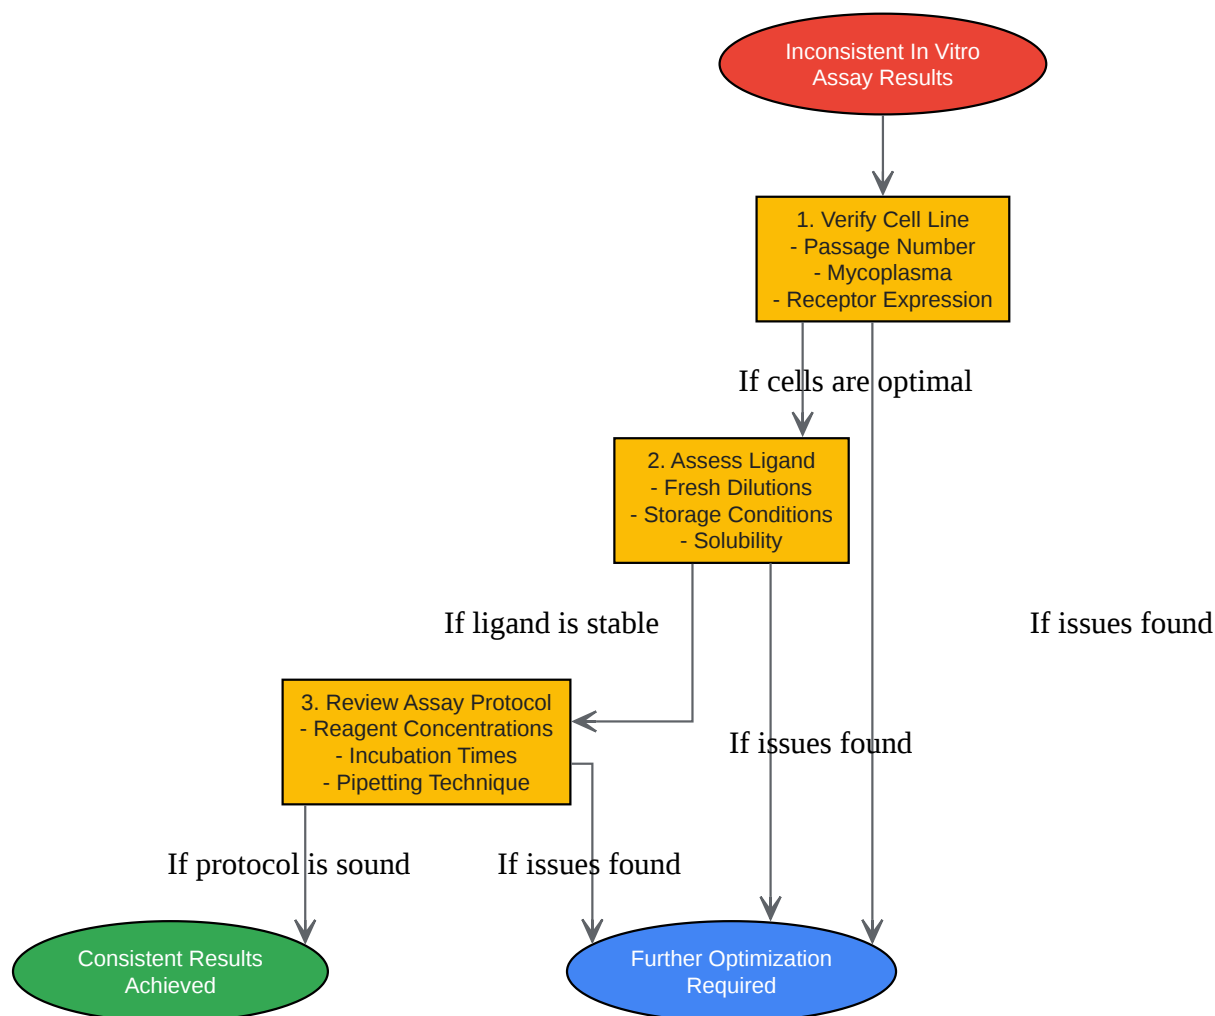 Inconsistent In Vitro
Assay Results
1. Verify Cell Line
- Passage Number
- Mycoplasma
- Receptor Expression
If cells are optimal
2. Assess Ligand
- Fresh Dilutions
- Storage Conditions
- Solubility
If ligand is stable
If issues found
3. Review Assay Protocol
- Reagent Concentrations
- Incubation Times
- Pipetting Technique
If issues found
If protocol is sound
If issues found
Consistent Results
Achieved
Further Optimization
Required